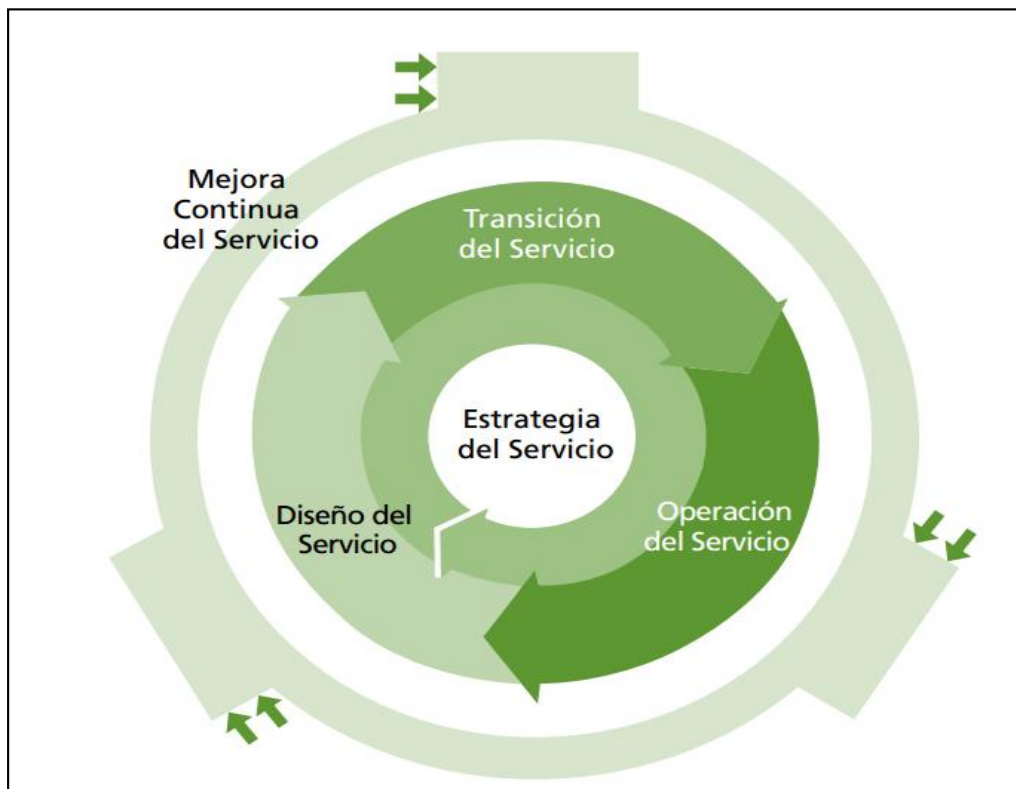 Mejora
Continua
del Servicio
Transición
del Servicio
Estrategia
del Servicio
Diseño del
Servicio
Operación
del Servicio